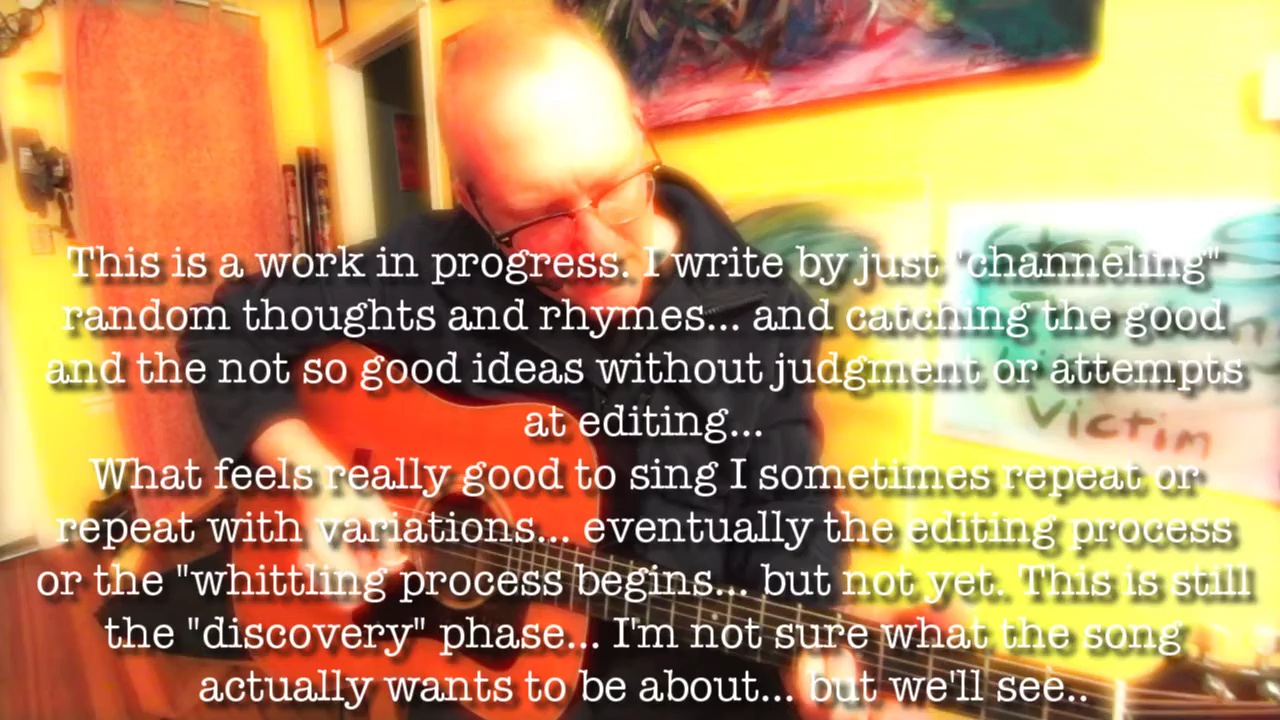 This is a work in progress. I write by just "channeling"
random thoughts and rhymes... and catching the good
and the not so good ideas without judgment or attempts
at editing...
What feels really good to sing I sometimes repeat or
repeat with variations... eventually the editing process
or the "whittling process begins... but not yet. This is still
the "discovery" phase... I'm not sure what the song
actually wants to be about... but we'll see..
Victim